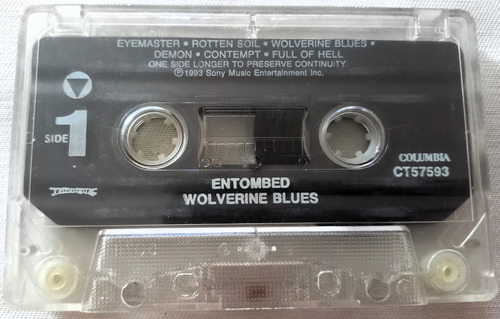 EYEMASTER ▪ ROTTEN SOIL ▪ WOLVERINE BLUES ▪
DEMON ▪ CONTEMPT ▪ FULL OF HELL
ONE SIDE LONGER TO PRESERVE CONTINUITY
Ⓟ1993 Sony Music Entertainment Inc.
SIDE 1
COLUMBIA
CT57593
ENTOMBED
WOLVERINE BLUES